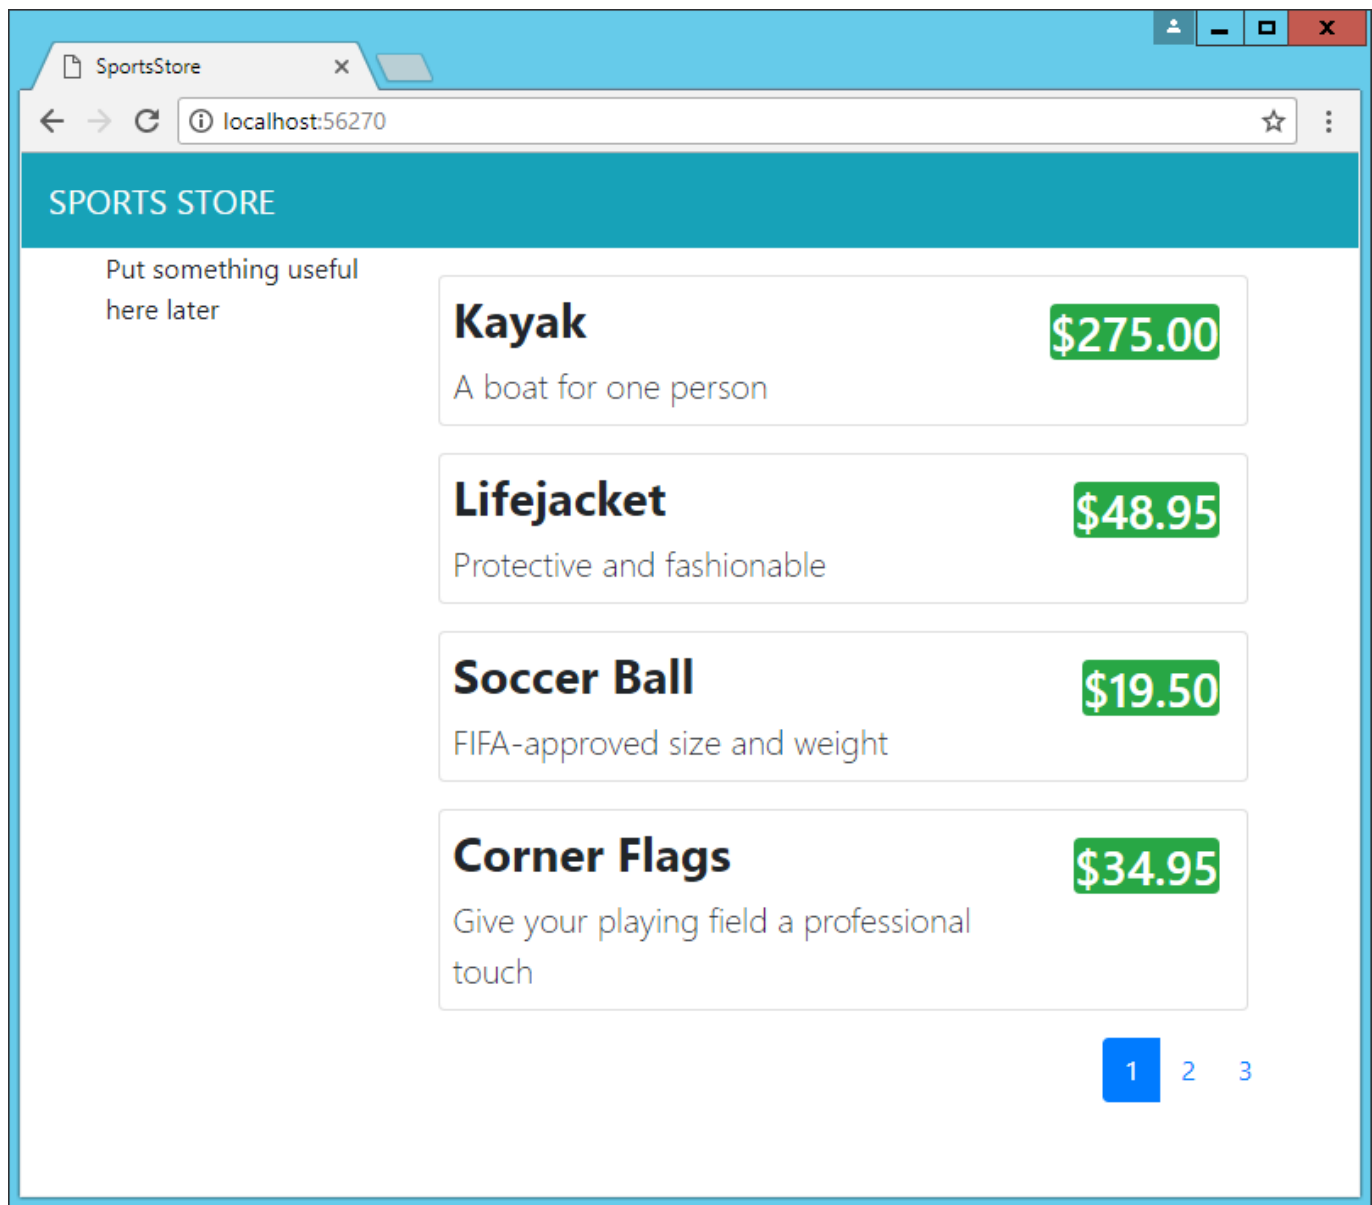 SportsStore
localhost:56270
SPORTS STORE
Put something useful
here later
Kayak
$275.00
A boat for one person
Lifejacket
$48.95
Protective and fashionable
Soccer Ball
$19.50
FIFA-approved size and weight
Corner Flags
$34.95
Give your playing field a professional
touch
1 2 3